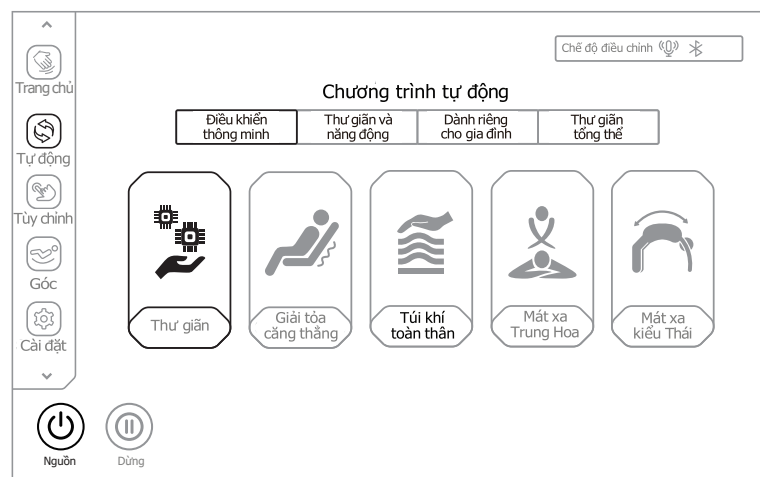 Chế độ điều chỉnh
Trang chủ
Tự động
Tùy chỉnh
Góc
Cài đặt
Chương trình tự động
Điều khiển
thông minh
Thư giãn và
năng động
Dành riêng
cho gia đình
Thư giãn
tổng thể
Thư giãn
Giải tỏa
căng thẳng
Túi khí
toàn thân
Mát xa
Trung Hoa
Mát xa
kiểu Thái
Nguồn
Dừng